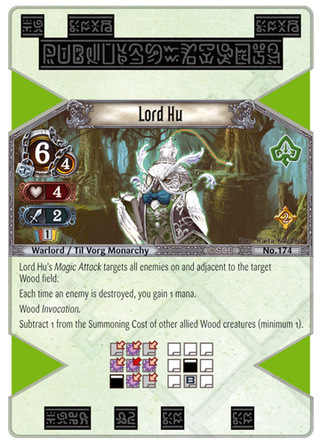 Lord Hu
6
4
4
2
1
Warlord / Til Vorg Monarchy
SCE
No.174
Lord Hu's Magic Attack targets all enemies on and adjacent to the target
Wood field.
Each time an enemy is destroyed, you gain 1 mana.
Wood Invocation.
Subtract 1 from the Summoning Cost of other allied Wood creatures (minimum 1).